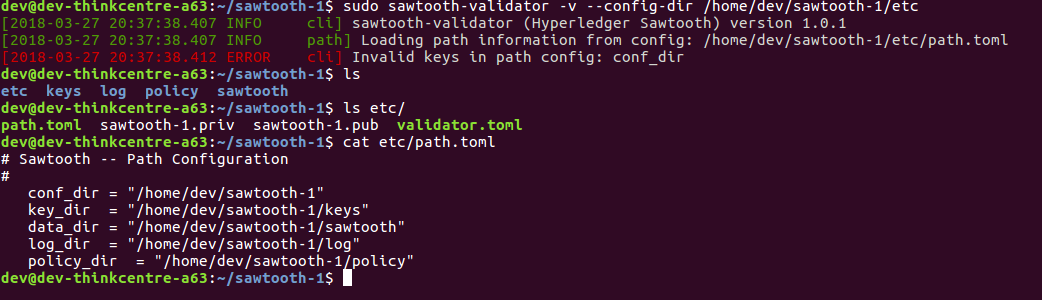 dev@dev-thinkcentre-a63:~/sawtooth-1$ sudo sawtooth-validator -v --config-dir /home/dev/sawtooth-1/etc
[2018-03-27 20:37:38.407 INFO     cli] sawtooth-validator (Hyperledger Sawtooth) version 1.0.1
[2018-03-27 20:37:38.407 INFO     path] Loading path information from config: /home/dev/sawtooth-1/etc/path.toml
[2018-03-27 20:37:38.412 ERROR    cli] Invalid keys in path config: conf_dir
dev@dev-thinkcentre-a63:~/sawtooth-1$ ls
etc  keys  log  policy  sawtooth
dev@dev-thinkcentre-a63:~/sawtooth-1$ ls etc/
path.toml  sawtooth-1.priv  sawtooth-1.pub  validator.toml
dev@dev-thinkcentre-a63:~/sawtooth-1$ cat etc/path.toml
# Sawtooth -- Path Configuration
#
   conf_dir = "/home/dev/sawtooth-1"
   key_dir  = "/home/dev/sawtooth-1/keys"
   data_dir = "/home/dev/sawtooth-1/sawtooth"
   log_dir  = "/home/dev/sawtooth-1/log"
   policy_dir  = "/home/dev/sawtooth-1/policy"
dev@dev-thinkcentre-a63:~/sawtooth-1$